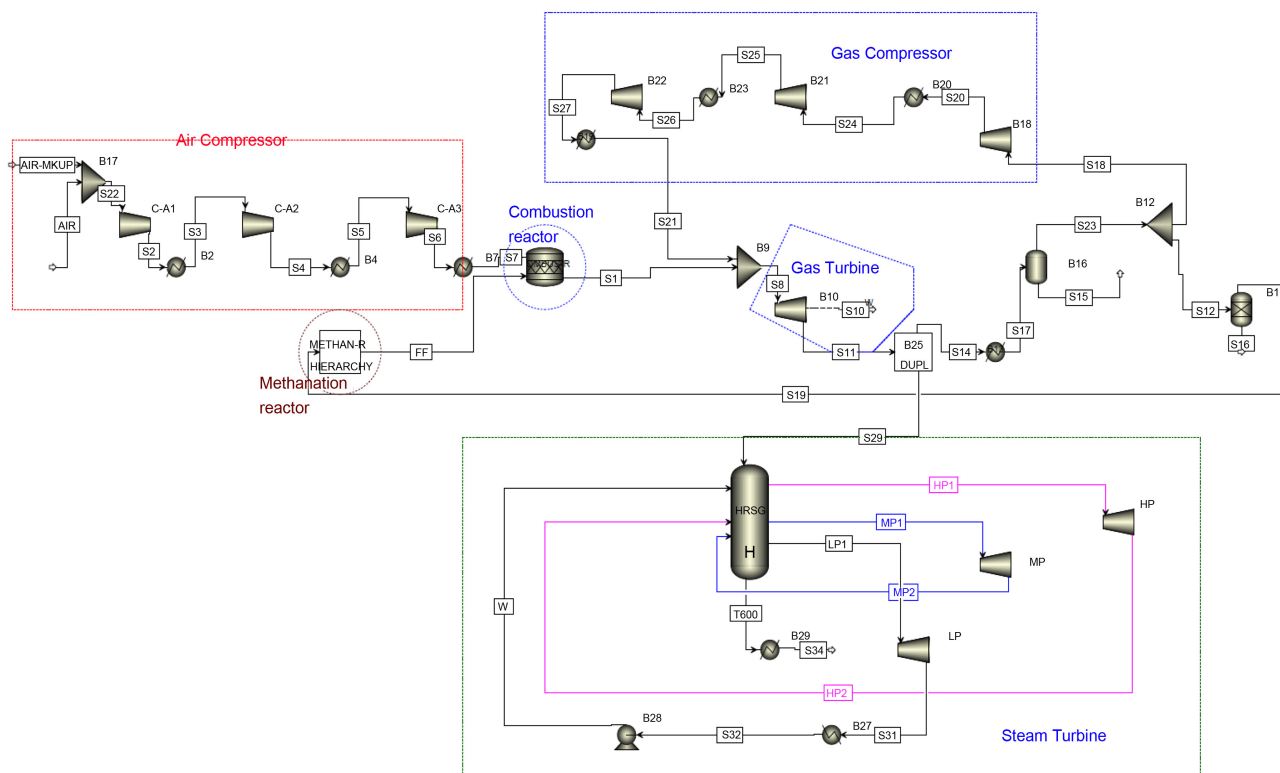 Gas Compressor
S25
B22
B23
B21
B20
S27
S26
S24
S20
B18
Air Compressor
AIR-MKUP
B17
S22
C-A1
C-A2
C-A3
AIR
S3
S5
S6
S2
B2
S4
B4
B7
S7
Combustion
reactor
S21
S1
B9
S8
Gas Turbine
B10
W
S10
S18
B12
S23
B16
S15
S17
S12
B1
S16
METHAN-R
HIERARCHY
FF
S11
B25
DUPL
S14
Methanation
reactor
S19
S29
HRSG
H
HP1
HP
MP1
LP1
MP
MP2
W
T600
B29
S34
LP
HP2
B28
S32
B27
S31
Steam Turbine